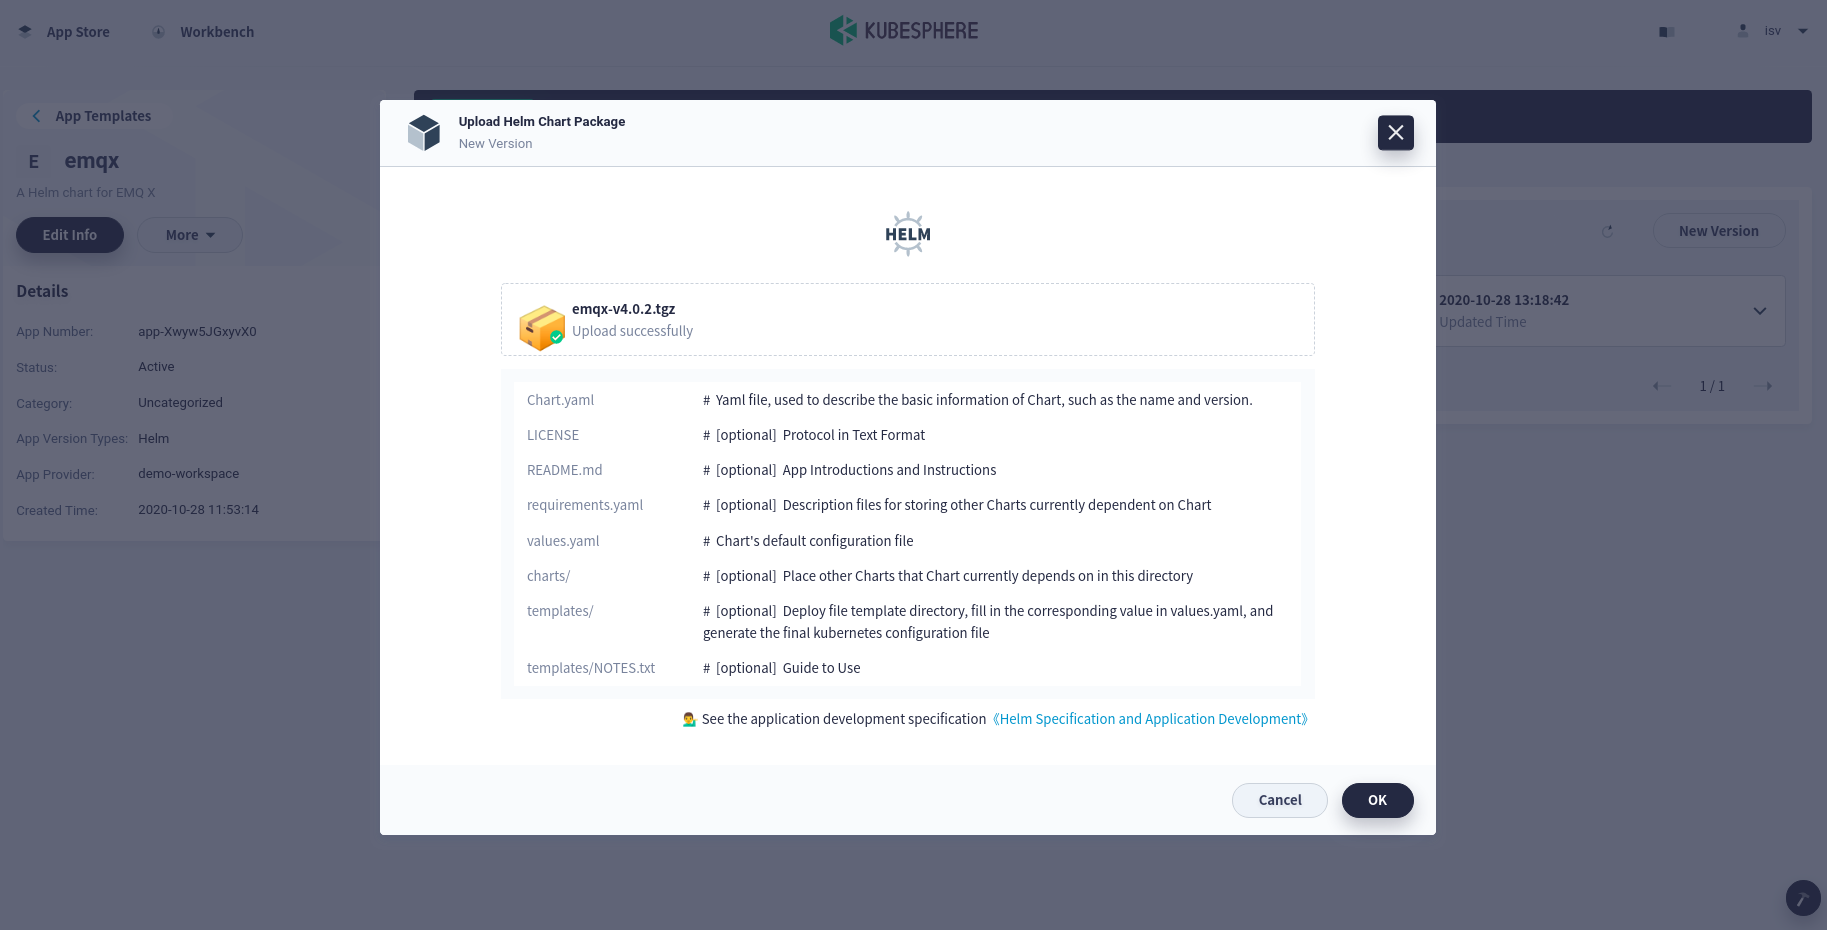 App Store
Workbench
KUBESPHERE
isv
App Templates
E
emqx
A Helm chart for EMQ X
Edit Info
More
Details
App Number: app-Xwyw5JGxyvX0
Status: Active
Category: Uncategorized
App Version Types: Helm
App Provider: demo-workspace
Created Time: 2020-10-28 11:53:14
Upload Helm Chart Package
New Version
HELM
emqx-v4.0.2.tgz
Upload successfully
Chart.yaml # Yaml file, used to describe the basic information of Chart, such as the name and version.
LICENSE # [optional] Protocol in Text Format
README.md # [optional] App Introductions and Instructions
requirements.yaml # [optional] Description files for storing other Charts currently dependent on Chart
values.yaml # Chart's default configuration file
charts/ # [optional] Place other Charts that Chart currently depends on in this directory
templates/ # [optional] Deploy file template directory, fill in the corresponding value in values.yaml, and
generate the final kubernetes configuration file
templates/NOTES.txt # [optional] Guide to Use
See the application development specification 《Helm Specification and Application Development》
Cancel
OK
New Version
2020-10-28 13:18:42
Updated Time
1 / 1